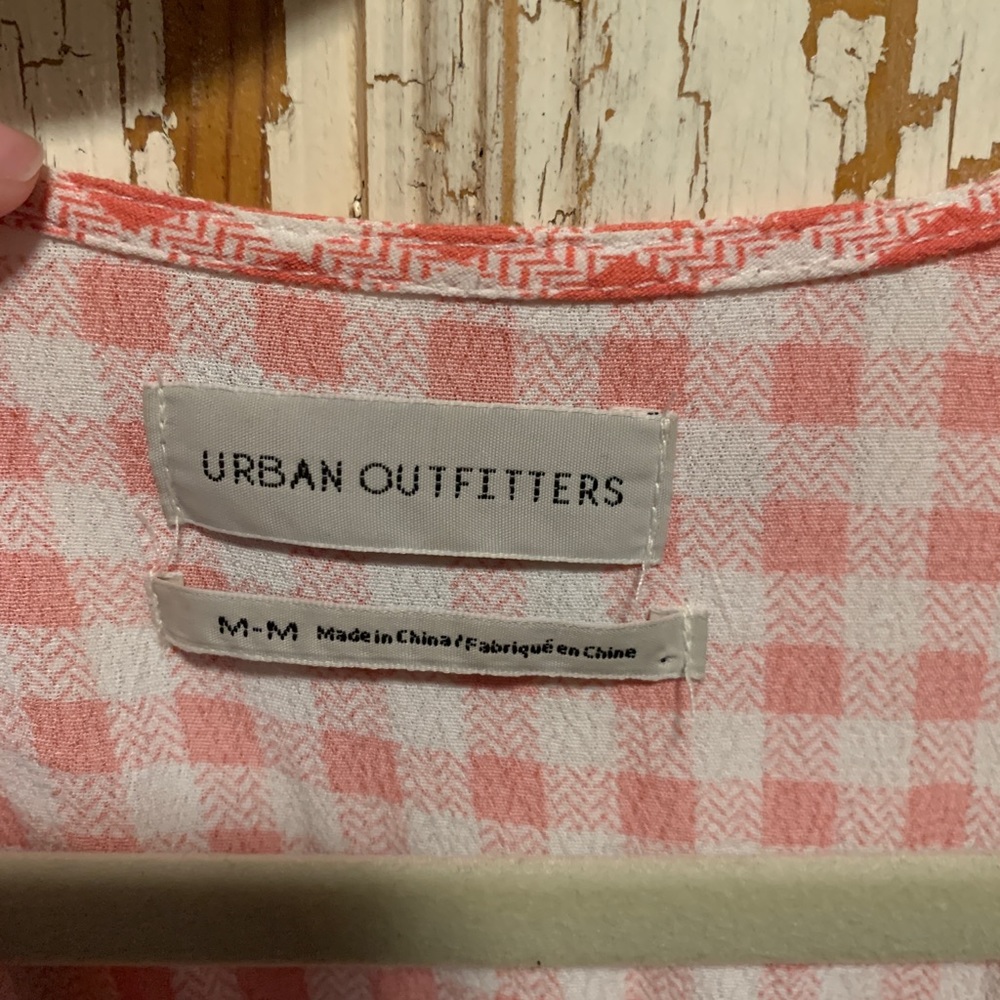 URBAN OUTFITTERS
M-M Made in China / Fabriqué en Chine